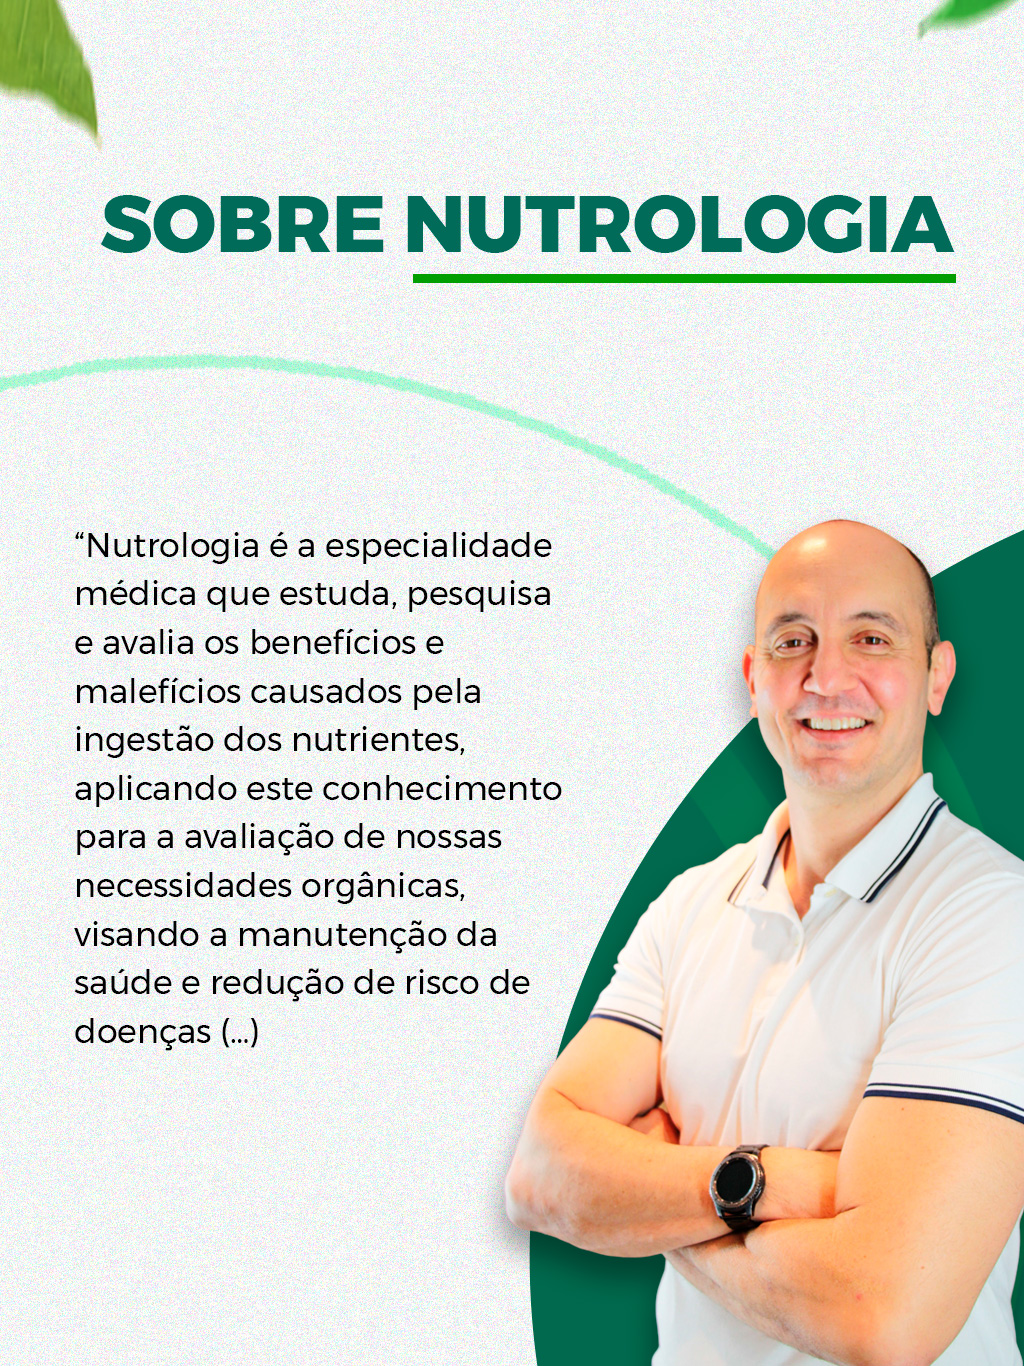 SOBRE NUTROLOGIA
“Nutrologia é a especialidade
médica que estuda, pesquisa
e avalia os benefícios e
malefícios causados pela
ingestão dos nutrientes,
aplicando este conhecimento
para a avaliação de nossas
necessidades orgânicas,
visando a manutenção da
saúde e redução de risco de
doenças (...)